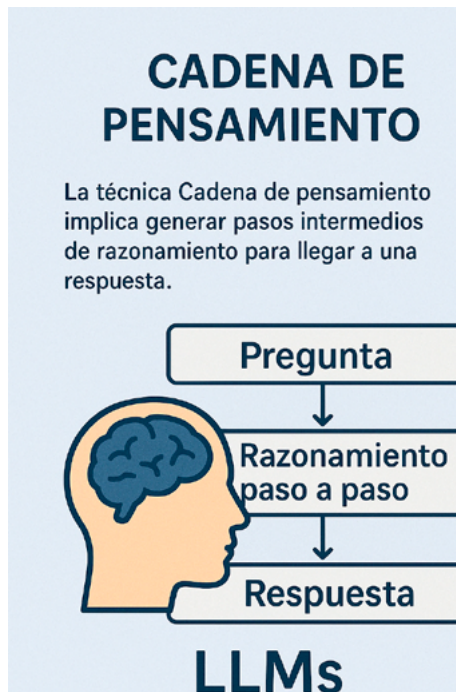 CADENA DE
PENSAMIENTO
La técnica Cadena de pensamiento
implica generar pasos intermedios
de razonamiento para llegar a una
respuesta.
Pregunta
Razonamiento
paso a paso
Respuesta
LLMs